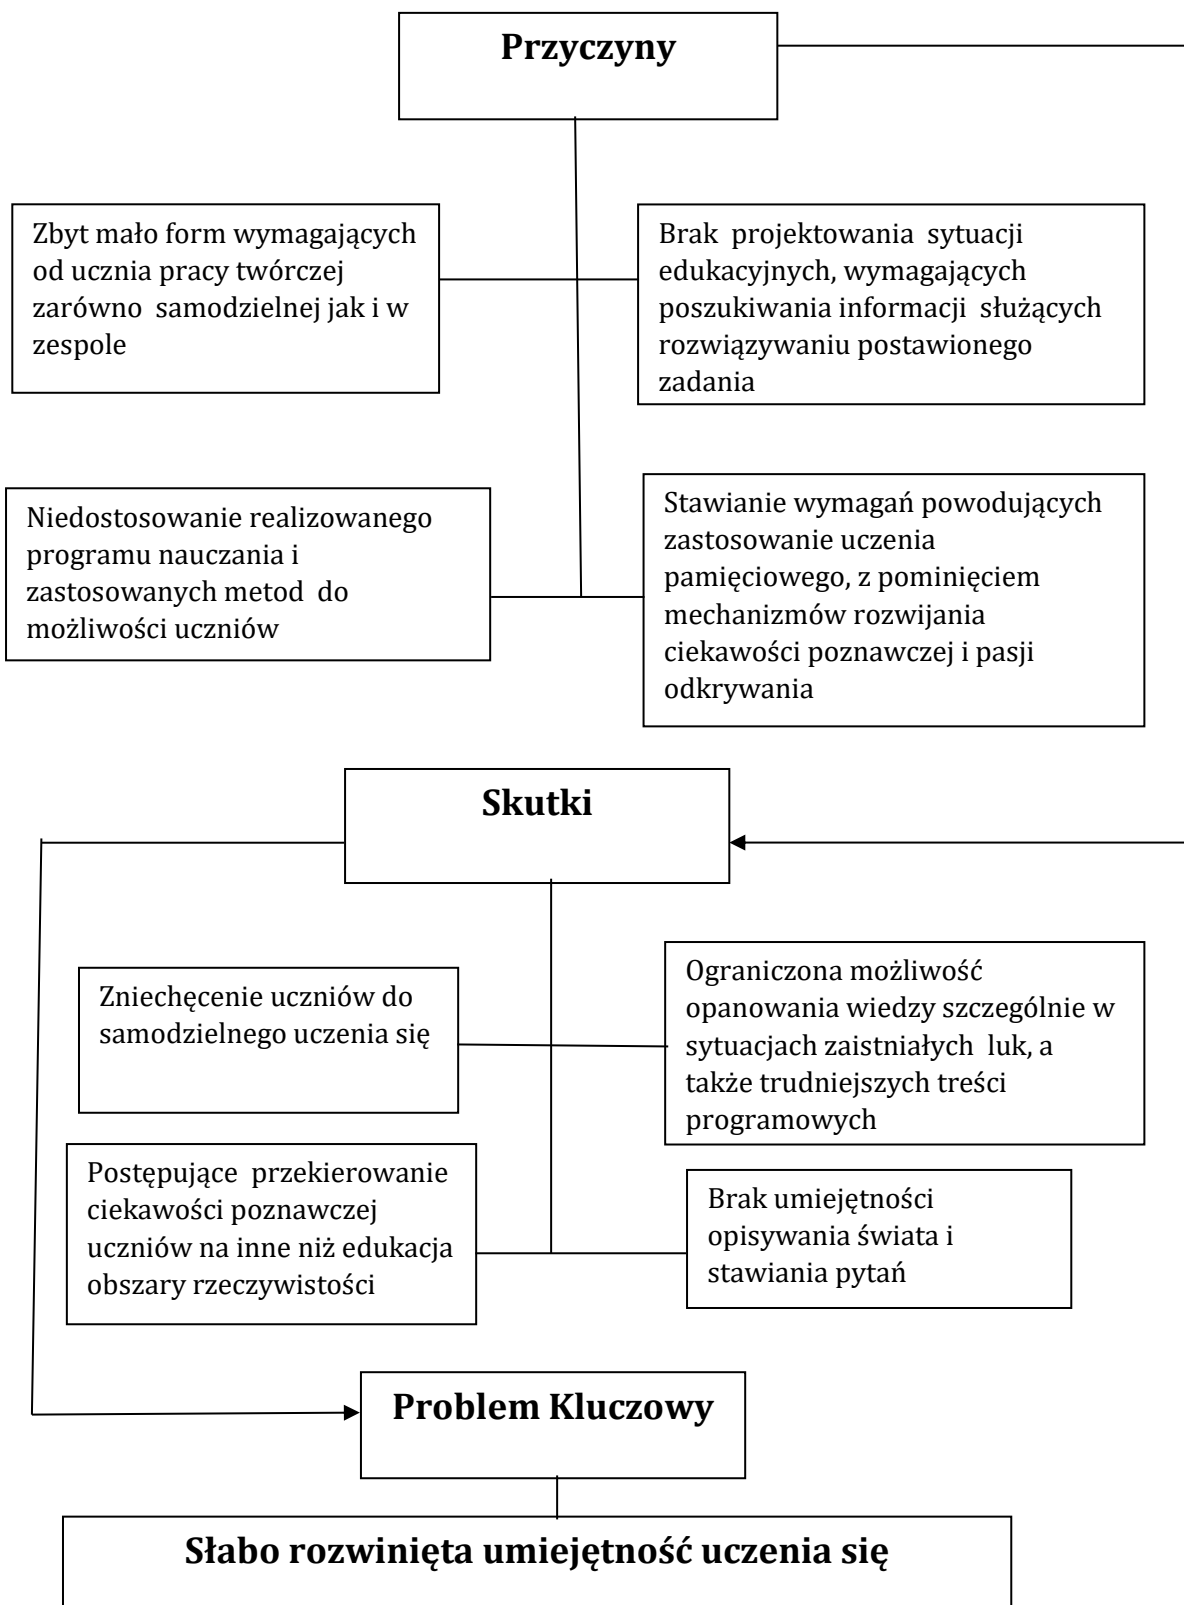 Przyczyny
Zbyt mało form wymagających
od ucznia pracy twórczej
zarówno samodzielnej jak i w
zespole
Brak projektowania sytuacji
edukacyjnych, wymagających
poszukiwania informacji służących
rozwiązywaniu postawionego
zadania
Niedostosowanie realizowanego
programu nauczania i
zastosowanych metod do
możliwości uczniów
Stawianie wymagań powodujących
zastosowanie uczenia
pamięciowego, z pominięciem
mechanizmów rozwijania
ciekawości poznawczej i pasji
odkrywania
Skutki
Zniechęcenie uczniów do
samodzielnego uczenia się
Ograniczona możliwość
opanowania wiedzy szczególnie w
sytuacjach zaistniałych luk, a
także trudniejszych treści
programowych
Postępujące przekierowanie
ciekawości poznawczej
uczniów na inne niż edukacja
obszary rzeczywistości
Brak umiejętności
opisywania świata i
stawiania pytań
Problem Kluczowy
Słabo rozwinięta umiejętność uczenia się